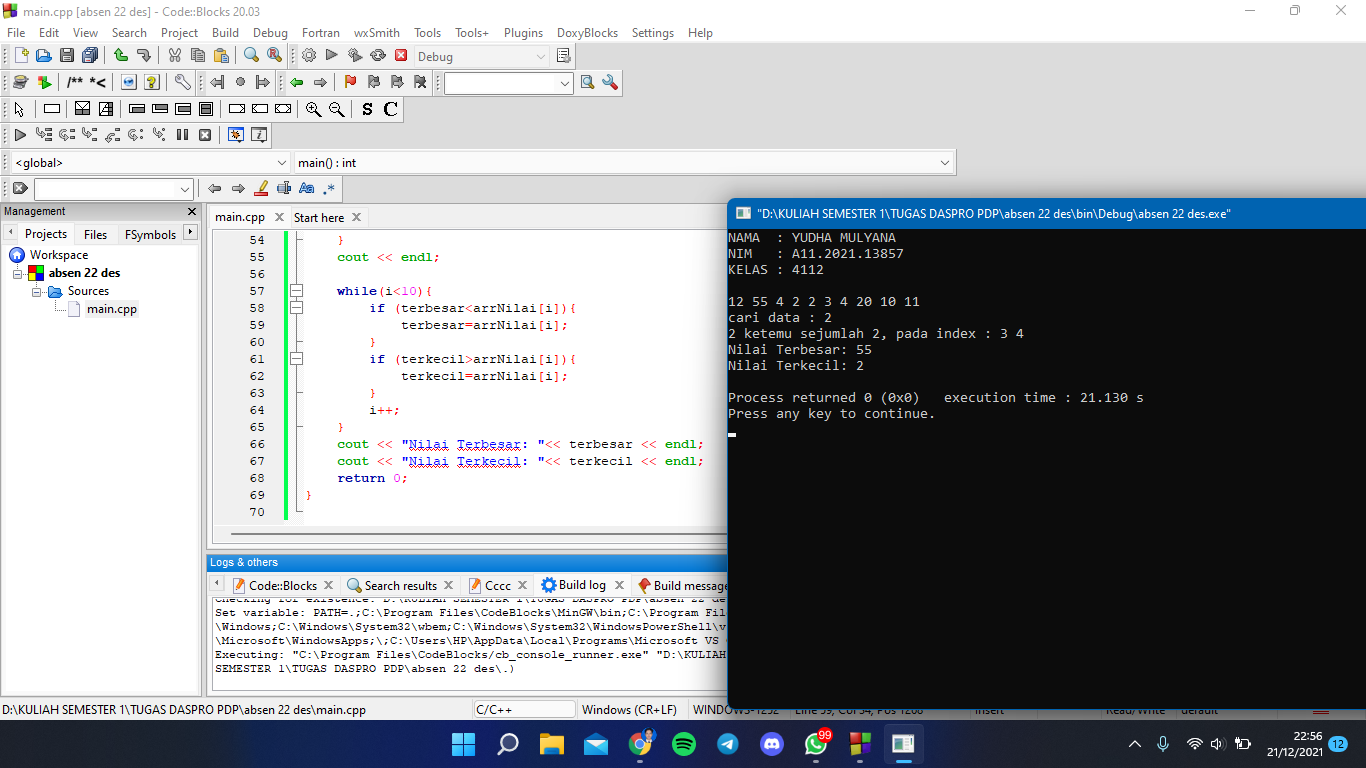 main.cpp [absen 22 des] - Code::Blocks 20.03
File Edit View Search Project Build Debug Fortran wxSmith Tools Tools+ Plugins DoxyBlocks Settings Help
Debug
/** *<
S C
<global> main() : int
Aa .*
Management
Projects Files FSymbols
Workspace
absen 22 des
Sources
main.cpp
main.cpp Start here
54 }
55 cout << endl;
56
57 while(i<10){
58 if (terbesar<arrNilai[i]){
59 terbesar=arrNilai[i];
60 }
61 if (terkecil>arrNilai[i]){
62 terkecil=arrNilai[i];
63 }
64 i++;
65 }
66 cout << "Nilai Terbesar: "<< terbesar << endl;
67 cout << "Nilai Terkecil: "<< terkecil << endl;
68 return 0;
69 }
70
"D:\KULIAH SEMESTER 1\TUGAS DASPRO PDP\absen 22 des\bin\Debug\absen 22 des.exe"
NAMA : YUDHA MULYANA
NIM : A11.2021.13857
KELAS : 4112
12 55 4 2 2 3 4 20 10 11
cari data : 2
2 ketemu sejumlah 2, pada index : 3 4
Nilai Terbesar: 55
Nilai Terkecil: 2
Process returned 0 (0x0) execution time : 21.130 s
Press any key to continue.
Logs & others
Code::Blocks Search results Cccc Build log Build message
Checking for existence: D:\KULIAH SEMESTER 1\TUGAS DASPRO PDP\absen 22 de
Set variable: PATH=.;C:\Program Files\CodeBlocks\MinGW\bin;C:\Program Fil
\Windows;C:\Windows\System32\wbem;C:\Windows\System32\WindowsPowerShell\v
\Microsoft\WindowsApps;\;C:\Users\HP\AppData\Local\Programs\Microsoft VS
Executing: "C:\Program Files\CodeBlocks/cb_console_runner.exe" "D:\KULIAH
SEMESTER 1\TUGAS DASPRO PDP\absen 22 des\.)
D:\KULIAH SEMESTER 1\TUGAS DASPRO PDP\absen 22 des\main.cpp C/C++ Windows (CR+LF) WINDOWS-1252 Line 59, Col 34, Pos 1268 Insert Read/Write default
99
22:56
21/12/2021
12